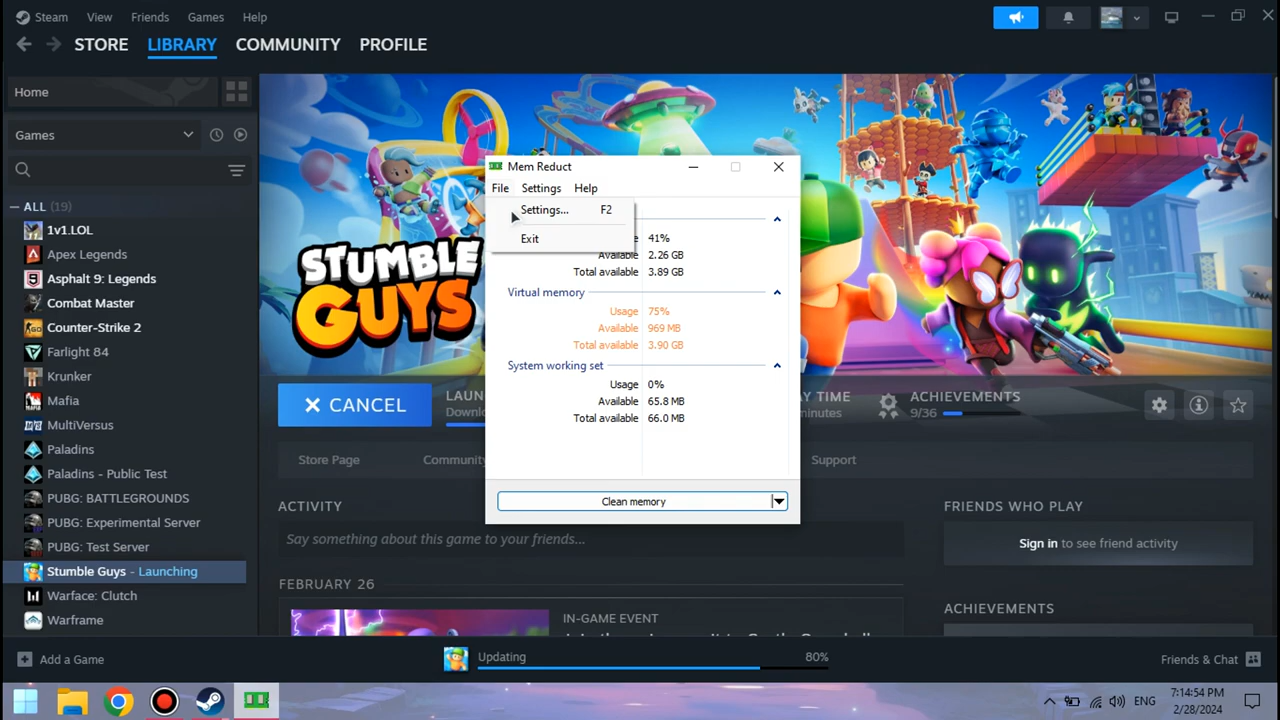 Steam View Friends Games Help
STORE LIBRARY COMMUNITY PROFILE
Home
Games
ALL (19)
1v1.LOL
Apex Legends
Asphalt 9: Legends
Combat Master
Counter-Strike 2
Farlight 84
Krunker
Mafia
MultiVersus
Paladins
Paladins - Public Test
PUBG: BATTLEGROUNDS
PUBG: Experimental Server
PUBG: Test Server
Stumble Guys - Launching
Warface: Clutch
Warframe
STUMBLE
GUYS
Mem Reduct
File Settings Help
Settings... F2
Exit
41%
Available 2.26 GB
Total available 3.89 GB
Virtual memory
Usage 75%
Available 969 MB
Total available 3.90 GB
System working set
Usage 0%
Available 65.8 MB
Total available 66.0 MB
Clean memory
CANCEL
LAUN
Downlo
AY TIME
minutes
ACHIEVEMENTS
9/36
Store Page Community Support
ACTIVITY
Say something about this game to your friends...
FEBRUARY 26
IN-GAME EVENT
FRIENDS WHO PLAY
Sign in to see friend activity
ACHIEVEMENTS
Add a Game
Updating 80%
Friends & Chat
ENG
7:14:54 PM
2/28/2024